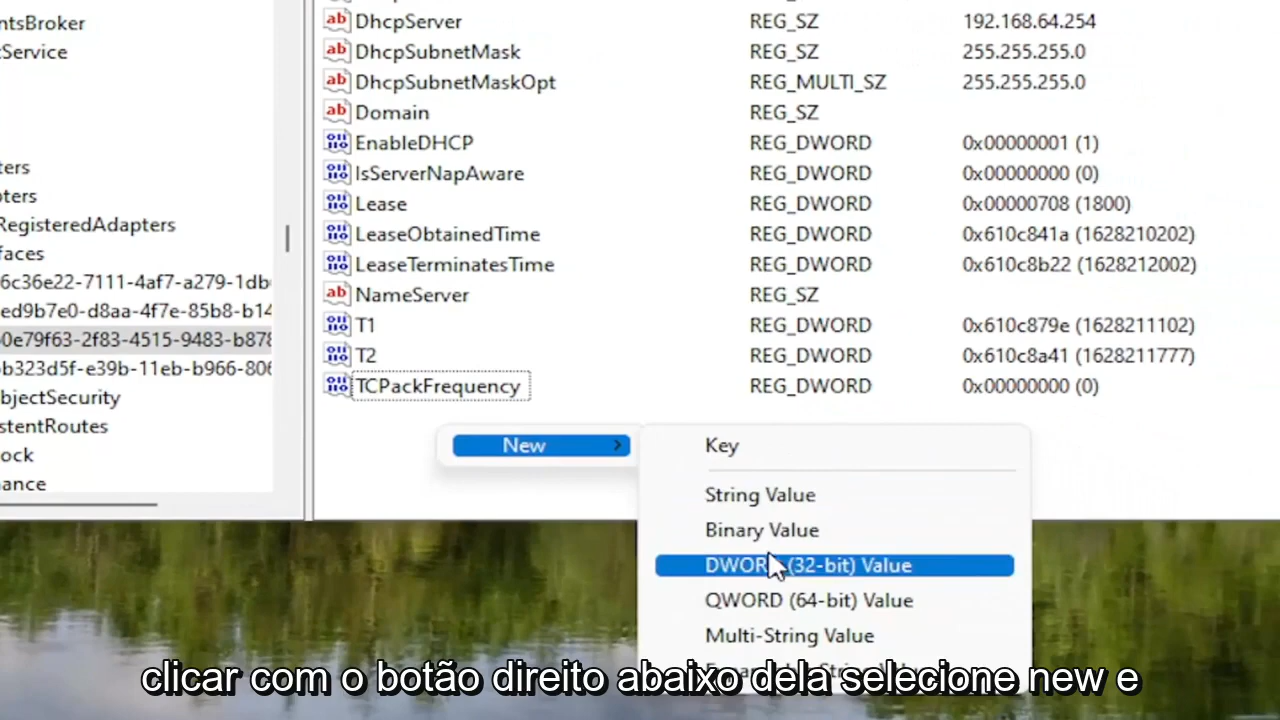 ntsBroker
tService
ters
oters
RegisteredAdapters
faces
6c36e22-7111-4af7-a279-1db
ed9b7e0-d8aa-4f7e-85b8-b14
0e79f63-2f83-4515-9483-b878
b323d5f-e39b-11eb-b966-806
bjectSecurity
istentRoutes
ock
nance
DhcpServer REG_SZ 192.168.64.254
DhcpSubnetMask REG_SZ 255.255.255.0
DhcpSubnetMaskOpt REG_MULTI_SZ 255.255.255.0
Domain REG_SZ
EnableDHCP REG_DWORD 0x00000001 (1)
IsServerNapAware REG_DWORD 0x00000000 (0)
Lease REG_DWORD 0x00000708 (1800)
LeaseObtainedTime REG_DWORD 0x610c841a (1628210202)
LeaseTerminatesTime REG_DWORD 0x610c8b22 (1628212002)
NameServer REG_SZ
T1 REG_DWORD 0x610c879e (1628211102)
T2 REG_DWORD 0x610c8a41 (1628211777)
TCPackFrequency REG_DWORD 0x00000000 (0)
New
Key
String Value
Binary Value
DWORD (32-bit) Value
QWORD (64-bit) Value
Multi-String Value
clicar com o botão direito abaixo dela selecione new e